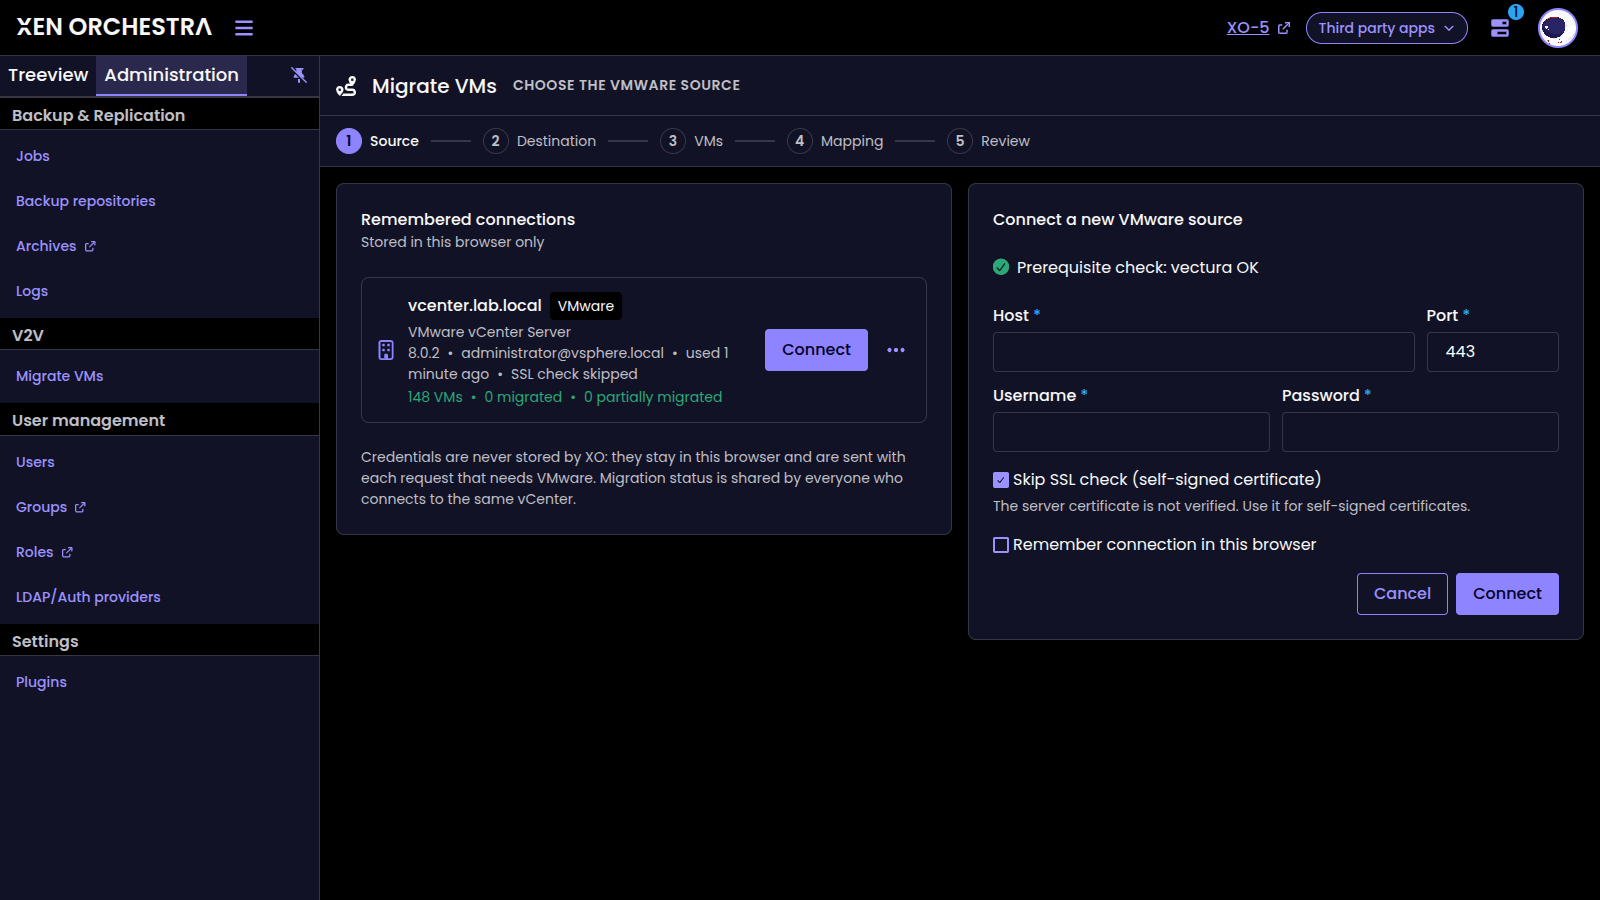 XEN ORCHESTRA
XO-5
Third party apps
1
Treeview
Administration
Backup & Replication
Jobs
Backup repositories
Archives
Logs
V2V
Migrate VMs
User management
Users
Groups
Roles
LDAP/Auth providers
Settings
Plugins
Migrate VMs CHOOSE THE VMWARE SOURCE
1 Source 2 Destination 3 VMs 4 Mapping 5 Review
Remembered connections
Stored in this browser only
vcenter.lab.local VMware
VMware vCenter Server
8.0.2 • administrator@vsphere.local • used 1
minute ago • SSL check skipped
148 VMs • 0 migrated • 0 partially migrated
Connect
Credentials are never stored by XO: they stay in this browser and are sent with
each request that needs VMware. Migration status is shared by everyone who
connects to the same vCenter.
Connect a new VMware source
Prerequisite check: vectura OK
Host * Port *
443
Username * Password *
Skip SSL check (self-signed certificate)
The server certificate is not verified. Use it for self-signed certificates.
Remember connection in this browser
Cancel Connect